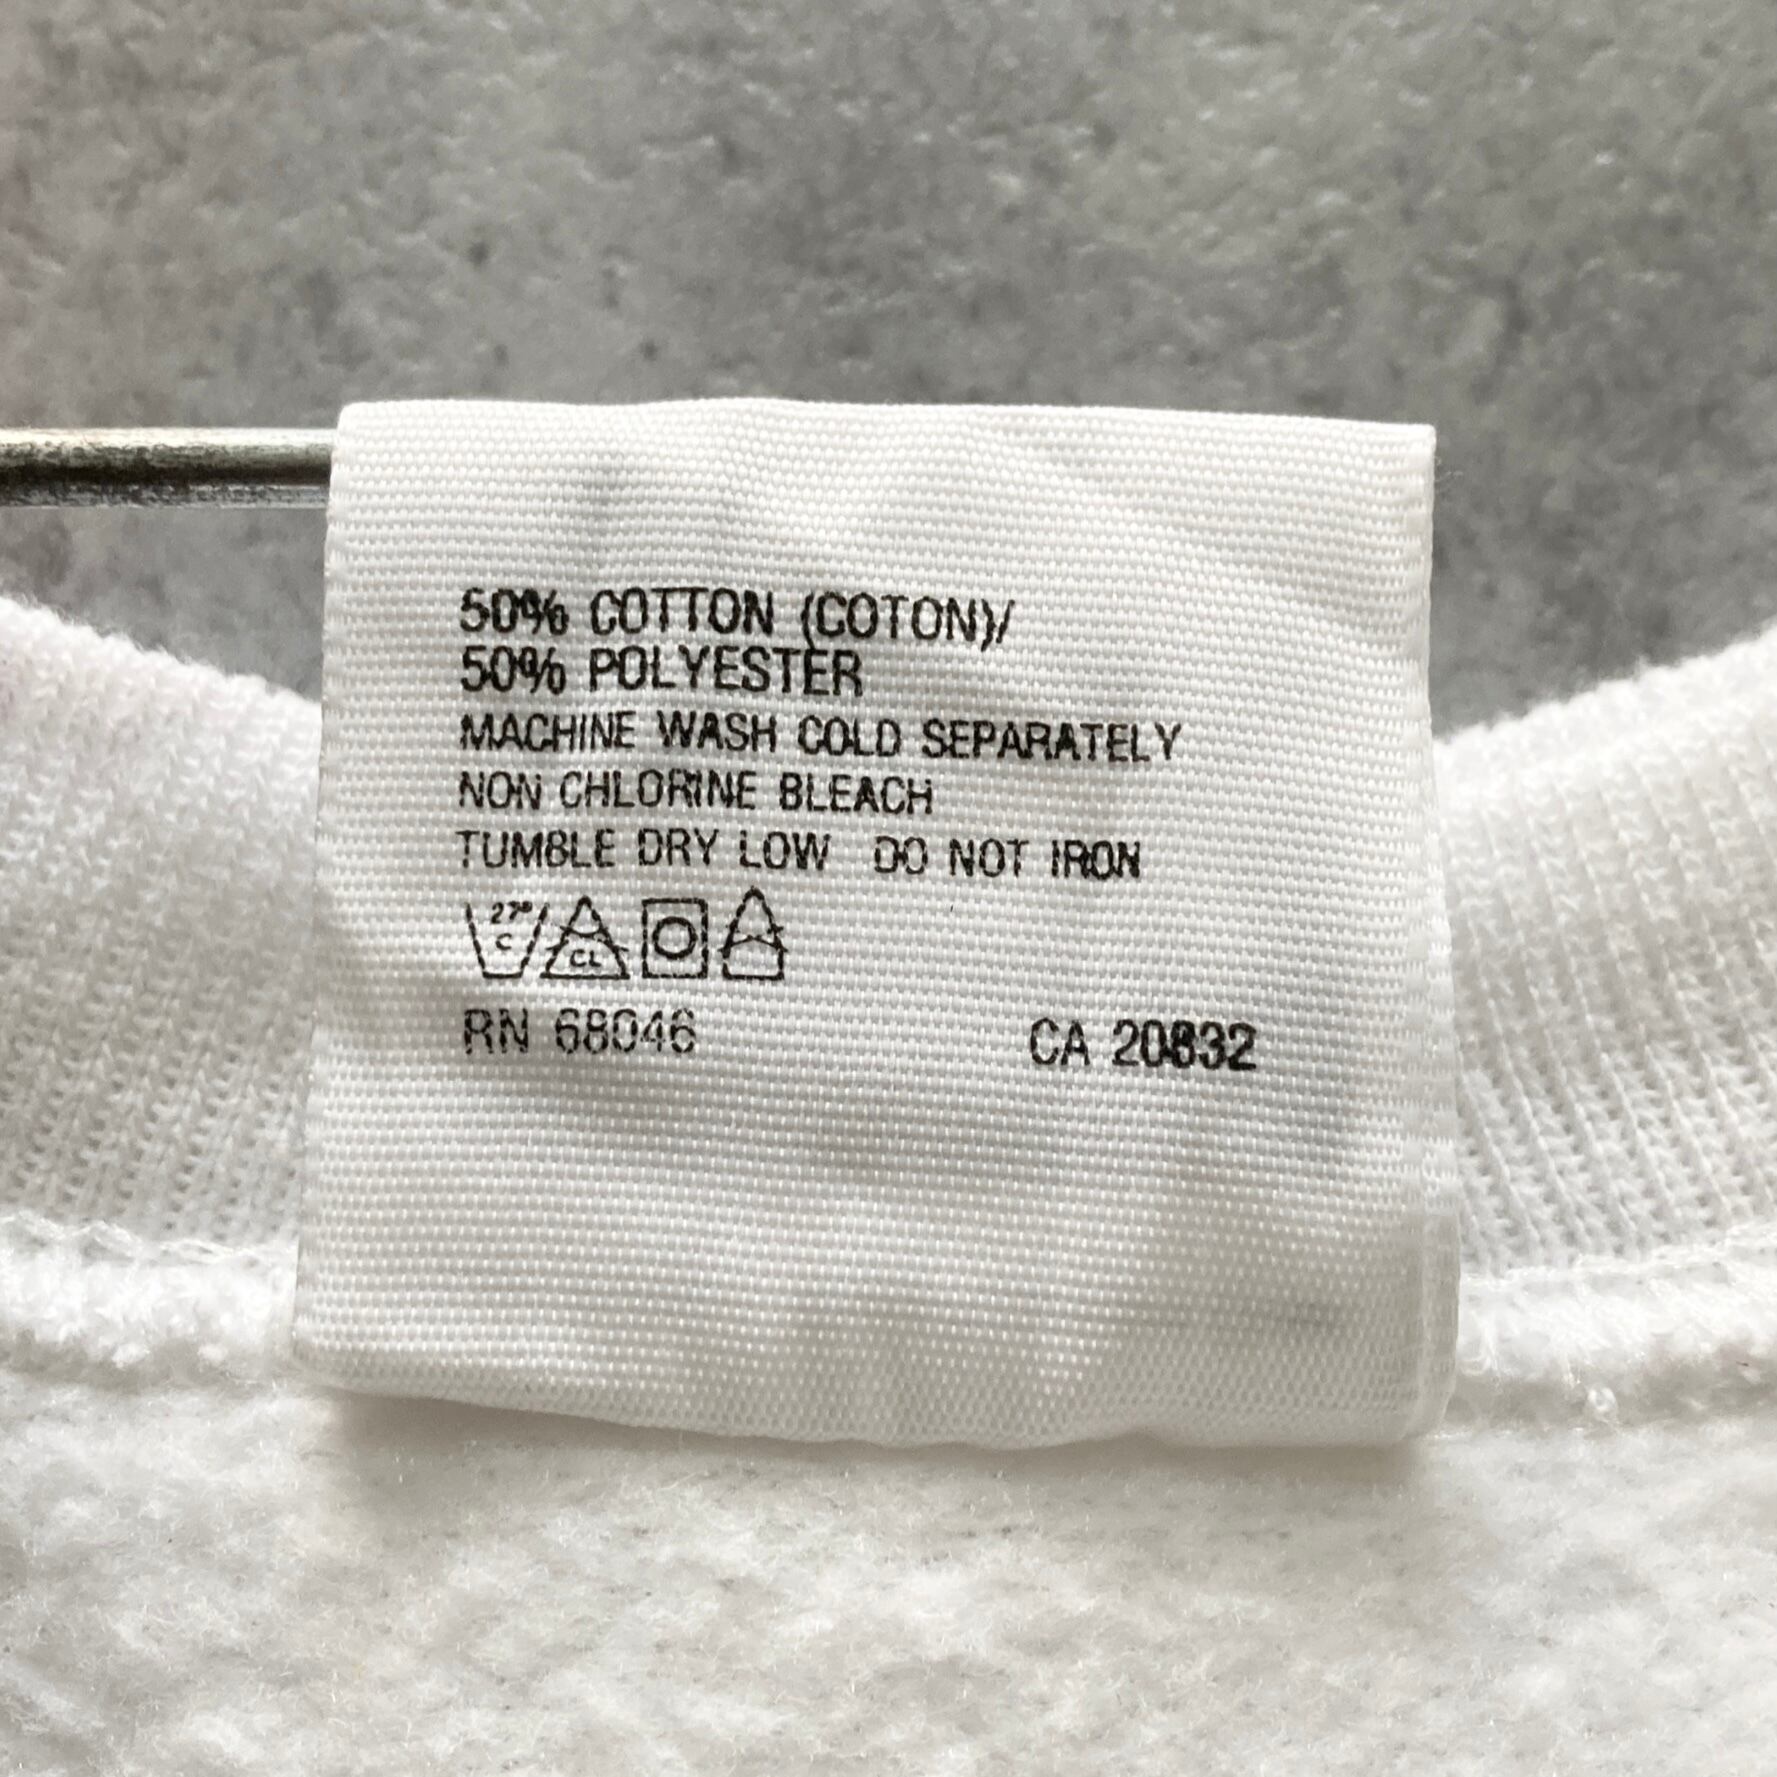 50% COTTON (COTON)/
50% POLYESTER
MACHINE WASH COLD SEPARATELY
NON CHLORINE BLEACH
TUMBLE DRY LOW DO NOT IRON
27° C CL
RN 68046 CA 20832